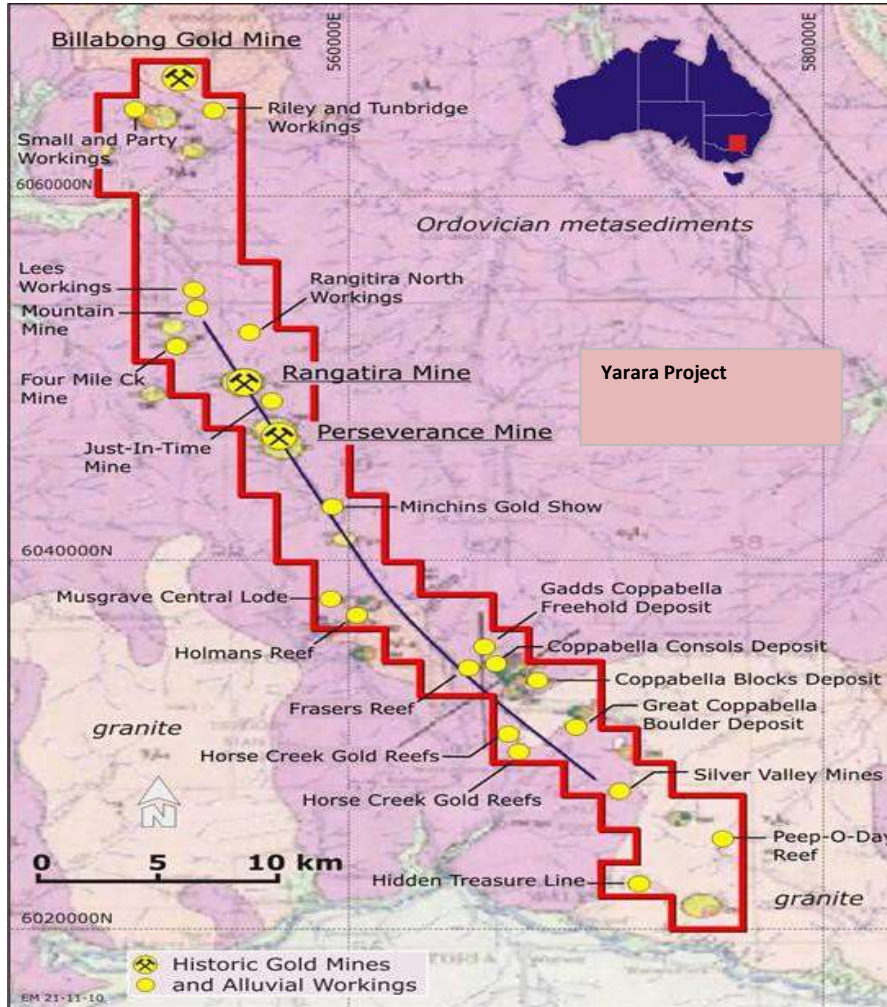 Billabong Gold Mine
560000E
580000E
Riley and Tunbridge
Workings
Small and Party
Workings
6060000N
Ordovician metasediments
Lees
Workings
Mountain
Mine
Rangitira North
Workings
Four Mile Ck
Mine
Rangatira Mine
Yarara Project
Just-In-Time
Mine
Perseverance Mine
Minchins Gold Show
6040000N
Musgrave Central Lode
Holmans Reef
Gadds Coppabella
Freehold Deposit
Coppabella Consols Deposit
Coppabella Blocks Deposit
Frasers Reef
Great Coppabella
Boulder Deposit
granite
Horse Creek Gold Reefs
Horse Creek Gold Reefs
Silver Valley Mines
N
0 5 10 km
Peep-O-Day
Reef
Hidden Treasure Line
granite
6020000N
Historic Gold Mines
and Alluvial Workings
EM 21-11-10